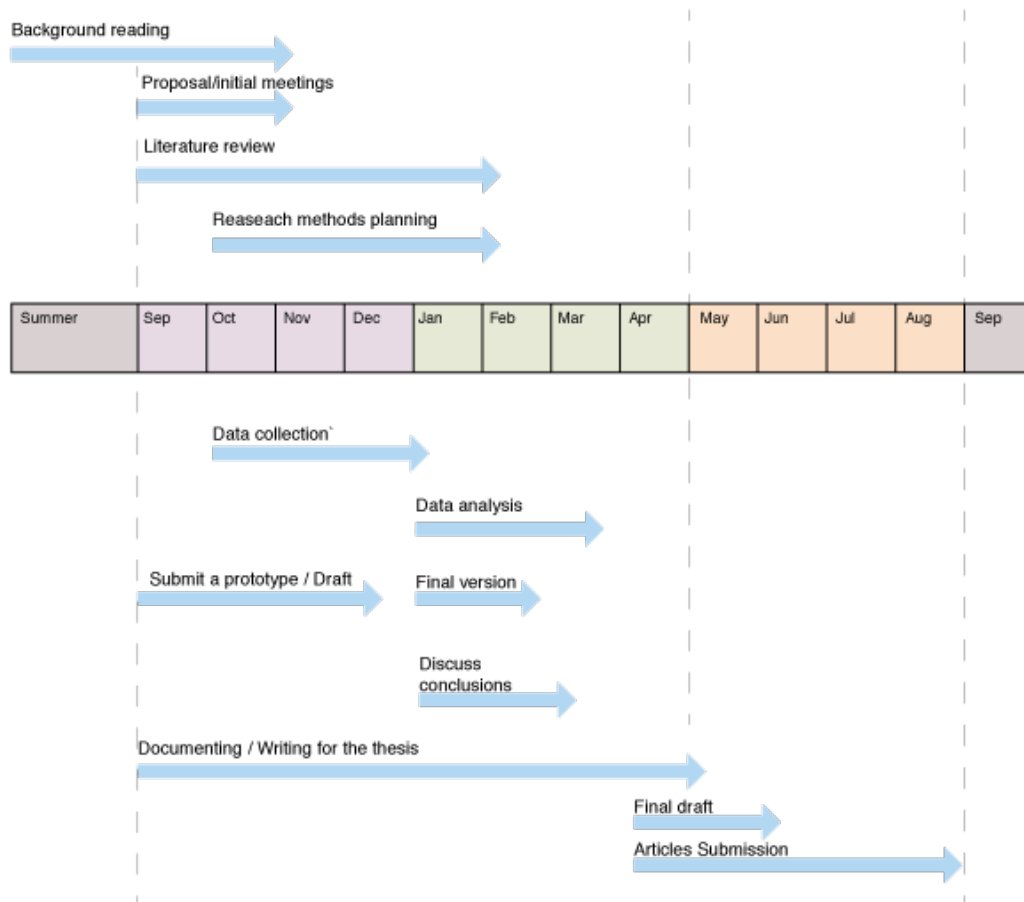 Background reading
Proposal/initial meetings
Literature review
Reaseach methods planning
Summer Sep Oct Nov Dec Jan Feb Mar Apr May Jun Jul Aug Sep
Data collection`
Data analysis
Submit a prototype / Draft
Final version
Discuss
conclusions
Documenting / Writing for the thesis
Final draft
Articles Submission